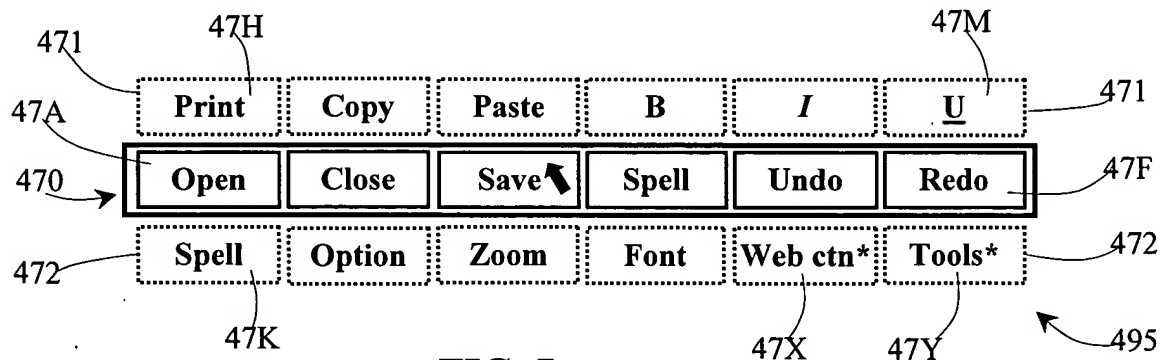 47H 47M
471 471
Print Copy Paste B I U
47A
Open Close Save Spell Undo Redo
470 47F
Spell Option Zoom Font Web ctn* Tools*
472 472
47K 47X 47Y 495